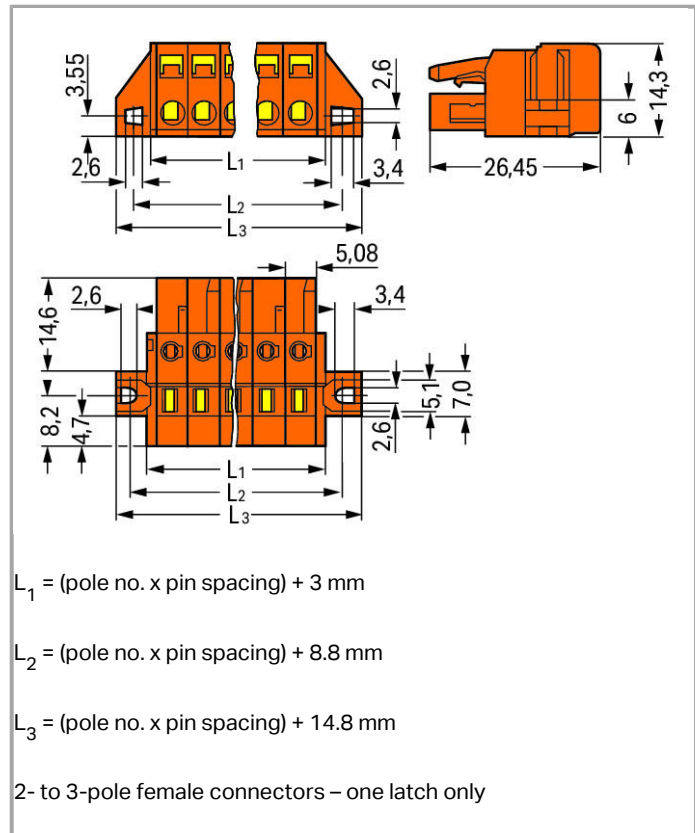 3,55
2,6
2,6
L1
3,4
L2
L3
6
14,3
26,45
5,08
2,6
3,4
14,6
8,2
4,7
2,6
5,1
7,0
L1
L2
L3
L1 = (pole no. x pin spacing) + 3 mm
L2 = (pole no. x pin spacing) + 8.8 mm
L3 = (pole no. x pin spacing) + 14.8 mm
2- to 3-pole female connectors – one latch only